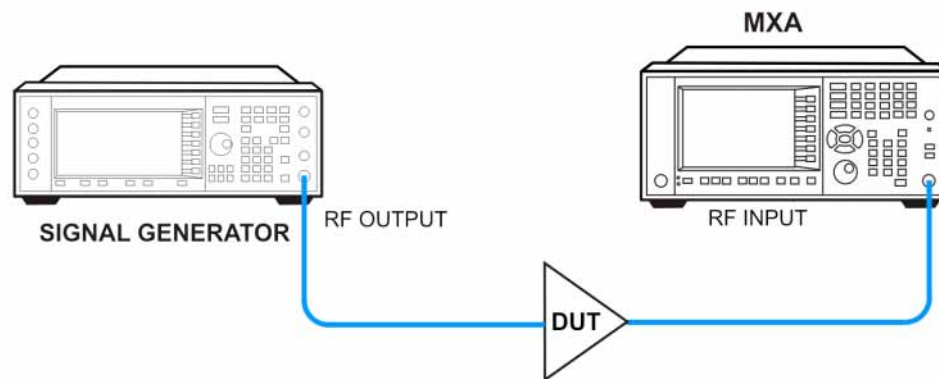 MXA
RF OUTPUT
RF INPUT
SIGNAL GENERATOR
DUT